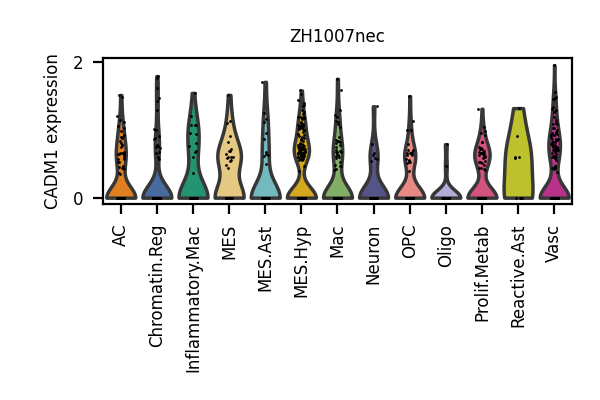 ZH1007nec
CADM1 expression
2
0
AC
Chromatin.Reg
Inflammatory.Mac
MES
MES.Ast
MES.Hyp
Mac
Neuron
OPC
Oligo
Prolif.Metab
Reactive.Ast
Vasc